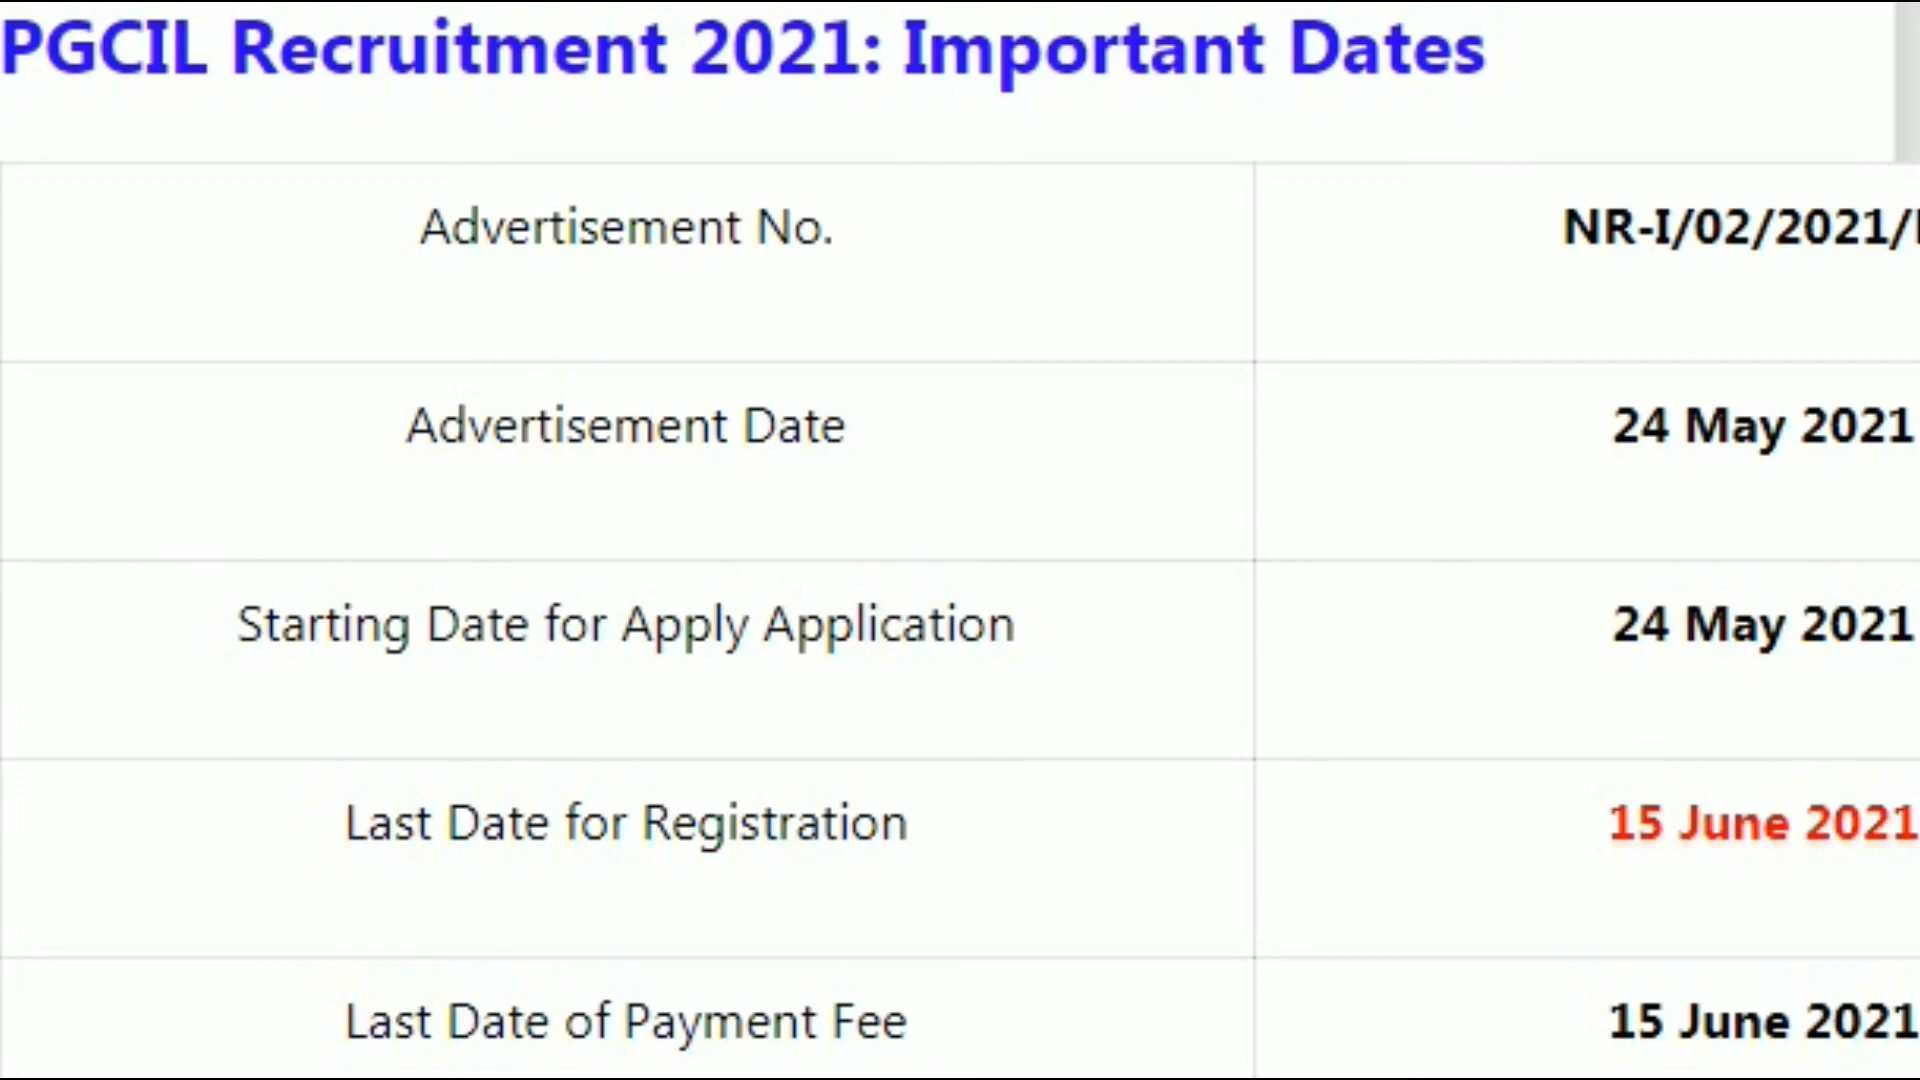 PGCIL Recruitment 2021: Important Dates
Advertisement No. NR-I/02/2021/
Advertisement Date 24 May 2021
Starting Date for Apply Application 24 May 2021
Last Date for Registration 15 June 2021
Last Date of Payment Fee 15 June 2021